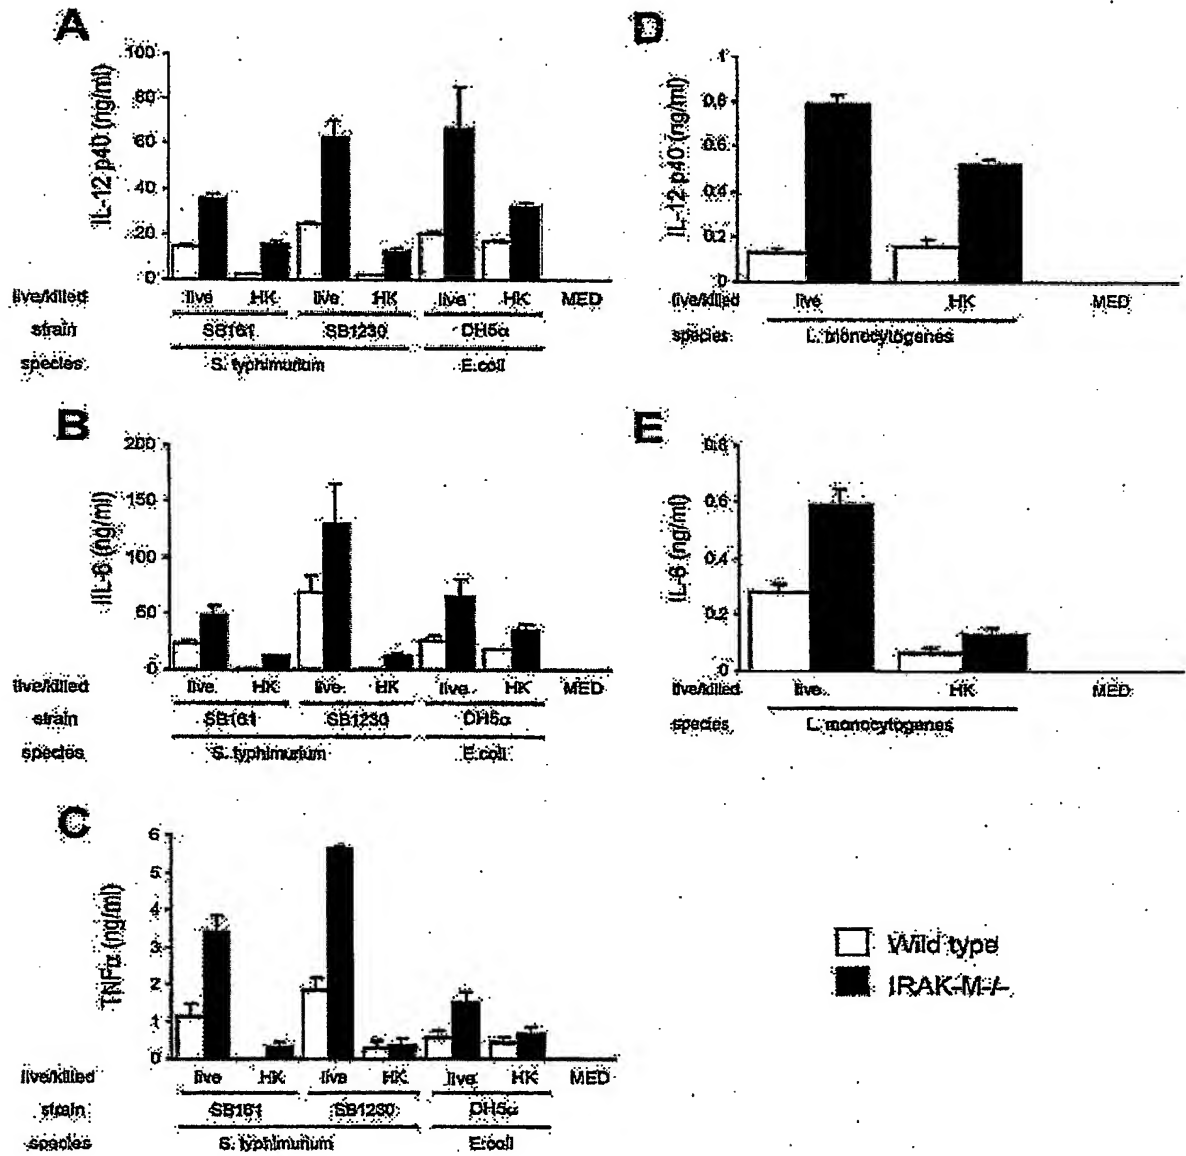 A
IL-12 p40 (ng/ml)
100
80
60
40
20
0
live/killed live HK live HK live HK MED
strain SB161 SB1230 DH5α
species S. typhimurium E.coli
B
IIL-6 (ng/ml)
200
150
100
50
0
live/killed live HK live HK live HK MED
strain SB161 SB1230 DH5α
species S. typhimurium E.coli
C
TNFα (ng/ml)
6
5
4
3
2
1
0
live/killed live HK live HK live HK MED
strain SB161 SB1230 DH5α
species S. typhimurium E.coli
D
IL-12 p40 (ng/ml)
1
0.8
0.6
0.4
0.2
0
live/killed live HK MED
species L. monocytogenes
E
IL-6 (ng/ml)
0.8
0.6
0.4
0.2
0
live/killed live HK MED
species L. monocytogenes
Wild type
IRAK-M-/-